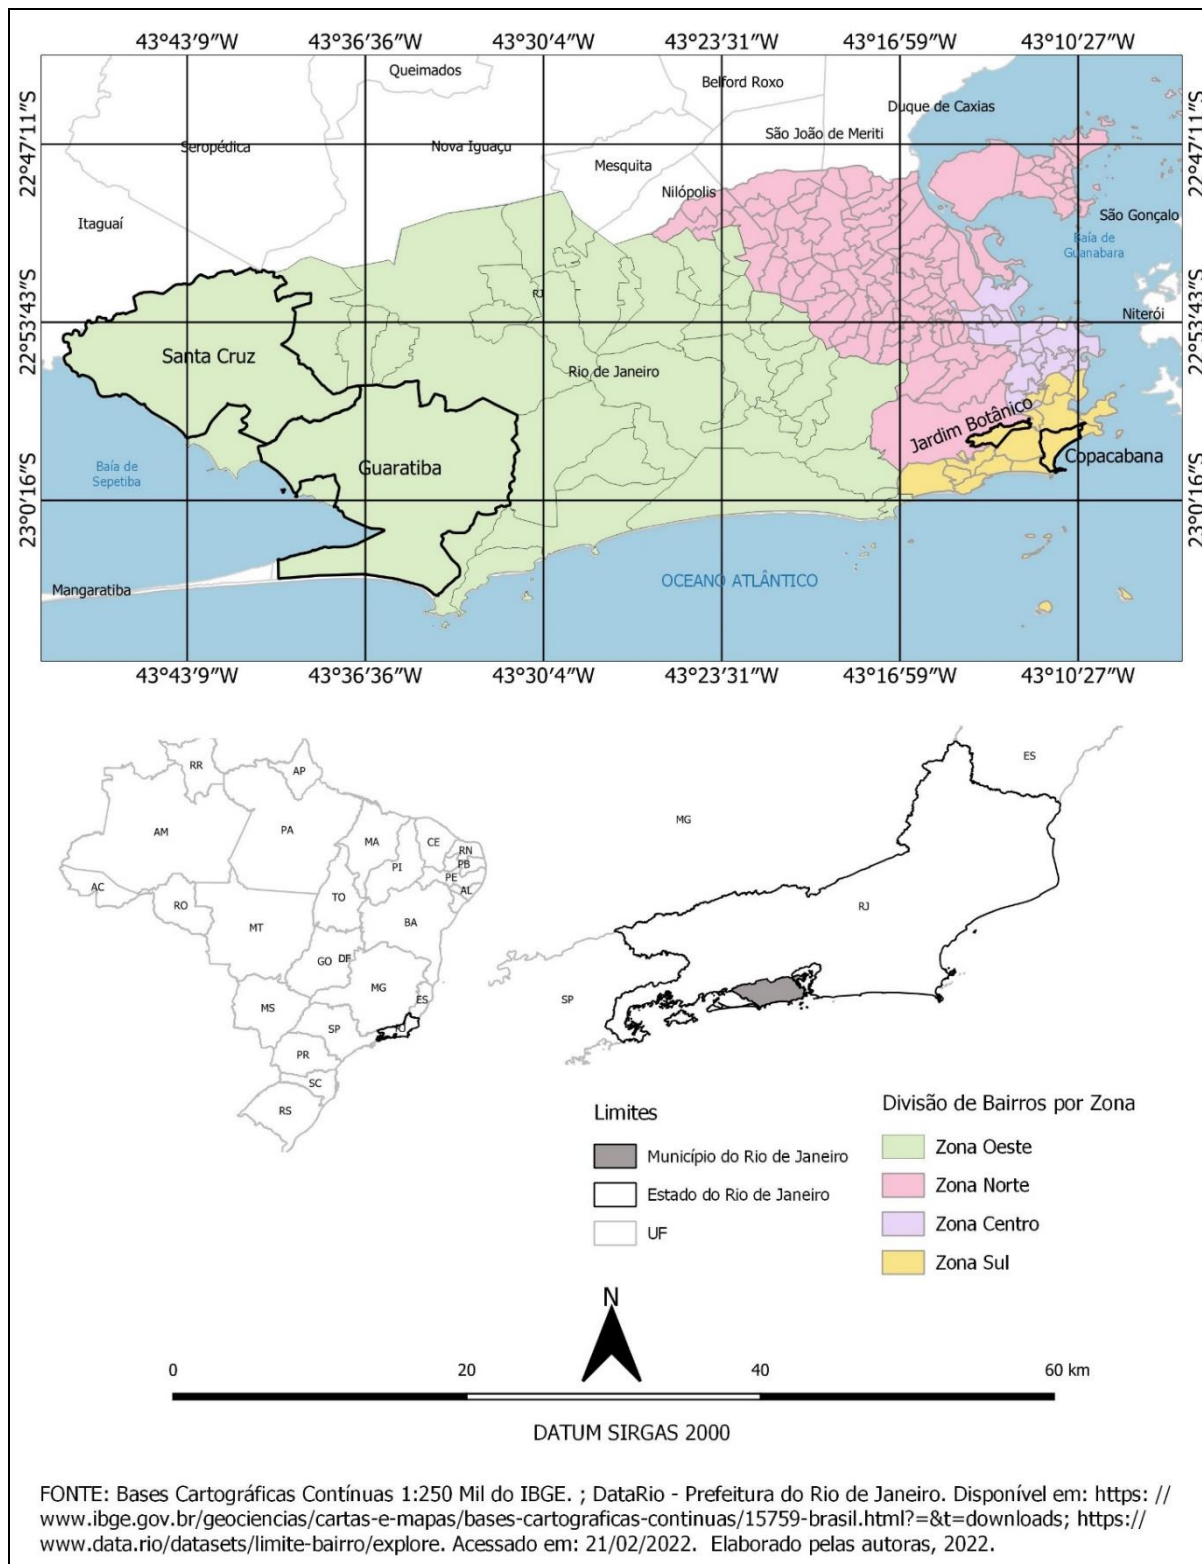 43°43′9″W 43°36′36″W 43°30′4″W 43°23′31″W 43°16′59″W 43°10′27″W
Queimados
Belford Roxo
Duque de Caxias
São João de Meriti
22°47′11″S 22°47′11″S
Seropédica
Nova Iguaçu
Mesquita
Nilópolis
Itaguaí
São Gonçalo
Baía de
Guanabara
RJ
Niterói
22°53′43″S 22°53′43″S
Santa Cruz
Rio de Janeiro
Jardim Botânico
Copacabana
Guaratiba
Baía de
Sepetiba
23°0′16″S 23°0′16″S
OCEANO ATLÂNTICO
Mangaratiba
43°43′9″W 43°36′36″W 43°30′4″W 43°23′31″W 43°16′59″W 43°10′27″W
RR
AP
AM
PA
MA
CE
RN
PB
PI
PE
AL
AC
RO
TO
BA
MT
GO
DF
MG
ES
MS
SP
RJ
PR
SC
RS
ES
MG
RJ
SP
Limites
Município do Rio de Janeiro
Estado do Rio de Janeiro
UF
Divisão de Bairros por Zona
Zona Oeste
Zona Norte
Zona Centro
Zona Sul
N
0 20 40 60 km
DATUM SIRGAS 2000
FONTE: Bases Cartográficas Contínuas 1:250 Mil do IBGE. ; DataRio - Prefeitura do Rio de Janeiro. Disponível em: https: //
www.ibge.gov.br/geociencias/cartas-e-mapas/bases-cartograficas-continuas/15759-brasil.html?=&t=downloads; https://
www.data.rio/datasets/limite-bairro/explore. Acessado em: 21/02/2022. Elaborado pelas autoras, 2022.